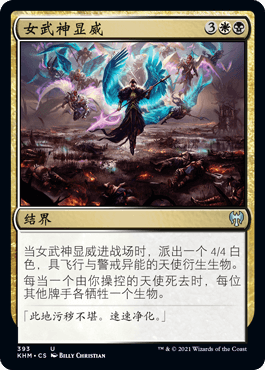 女武神显威 3
结界
当女武神显威进战场时，派出一个 4/4 白
色，具飞行与警戒异能的天使衍生生物。
每当一个由你操控的天使死去时，每位
其他牌手各牺牲一个生物。
「此地污秽不堪。速速净化。」
393 U
KHM • CS BILLY CHRISTIAN
™ & © 2021 Wizards of the Coast